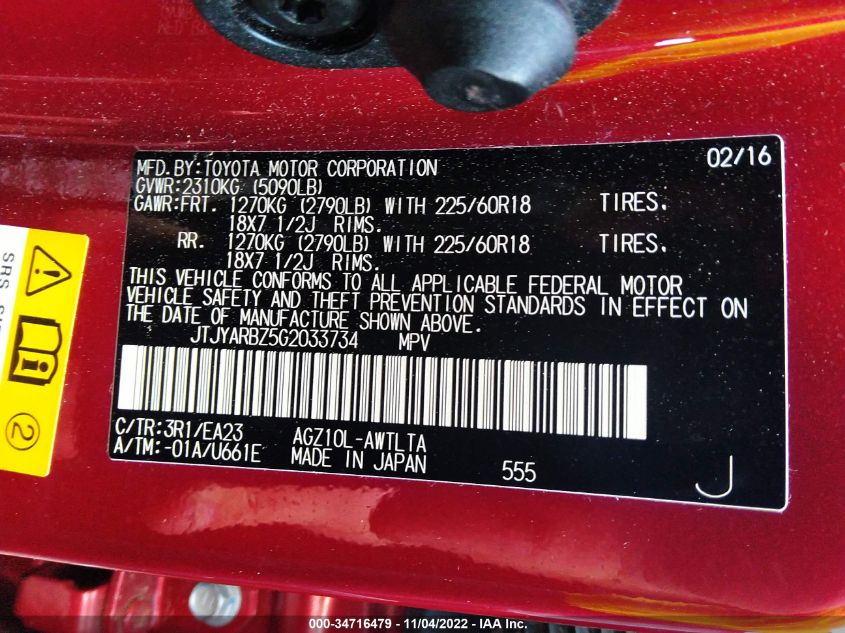 MFD.BY:TOYOTA MOTOR CORPORATION 02/16
GVWR:2310KG (5090LB)
GAWR:FRT. 1270KG (2790LB) WITH 225/60R18 TIRES.
18X7 1/2J RIMS.
RR. 1270KG (2790LB) WITH 225/60R18 TIRES.
18X7 1/2J RIMS.
THIS VEHICLE CONFORMS TO ALL APPLICABLE FEDERAL MOTOR
VEHICLE SAFETY AND THEFT PREVENTION STANDARDS IN EFFECT ON
THE DATE OF MANUFACTURE SHOWN ABOVE.
JTJYARBZ5G2033734 MPV
C/TR:3R1/EA23 AGZ10L-AWTLTA
A/TM:-01A/U661E MADE IN JAPAN 555 J
SRS
2
000-34716479 - 11/04/2022 - IAA Inc.